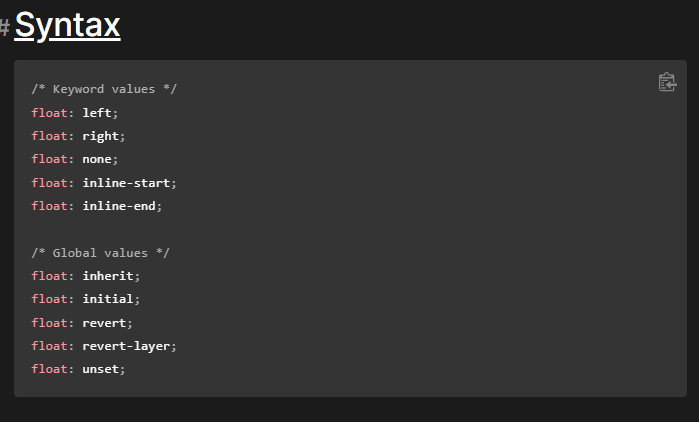 # Syntax
/* Keyword values */
float: left;
float: right;
float: none;
float: inline-start;
float: inline-end;
/* Global values */
float: inherit;
float: initial;
float: revert;
float: revert-layer;
float: unset;